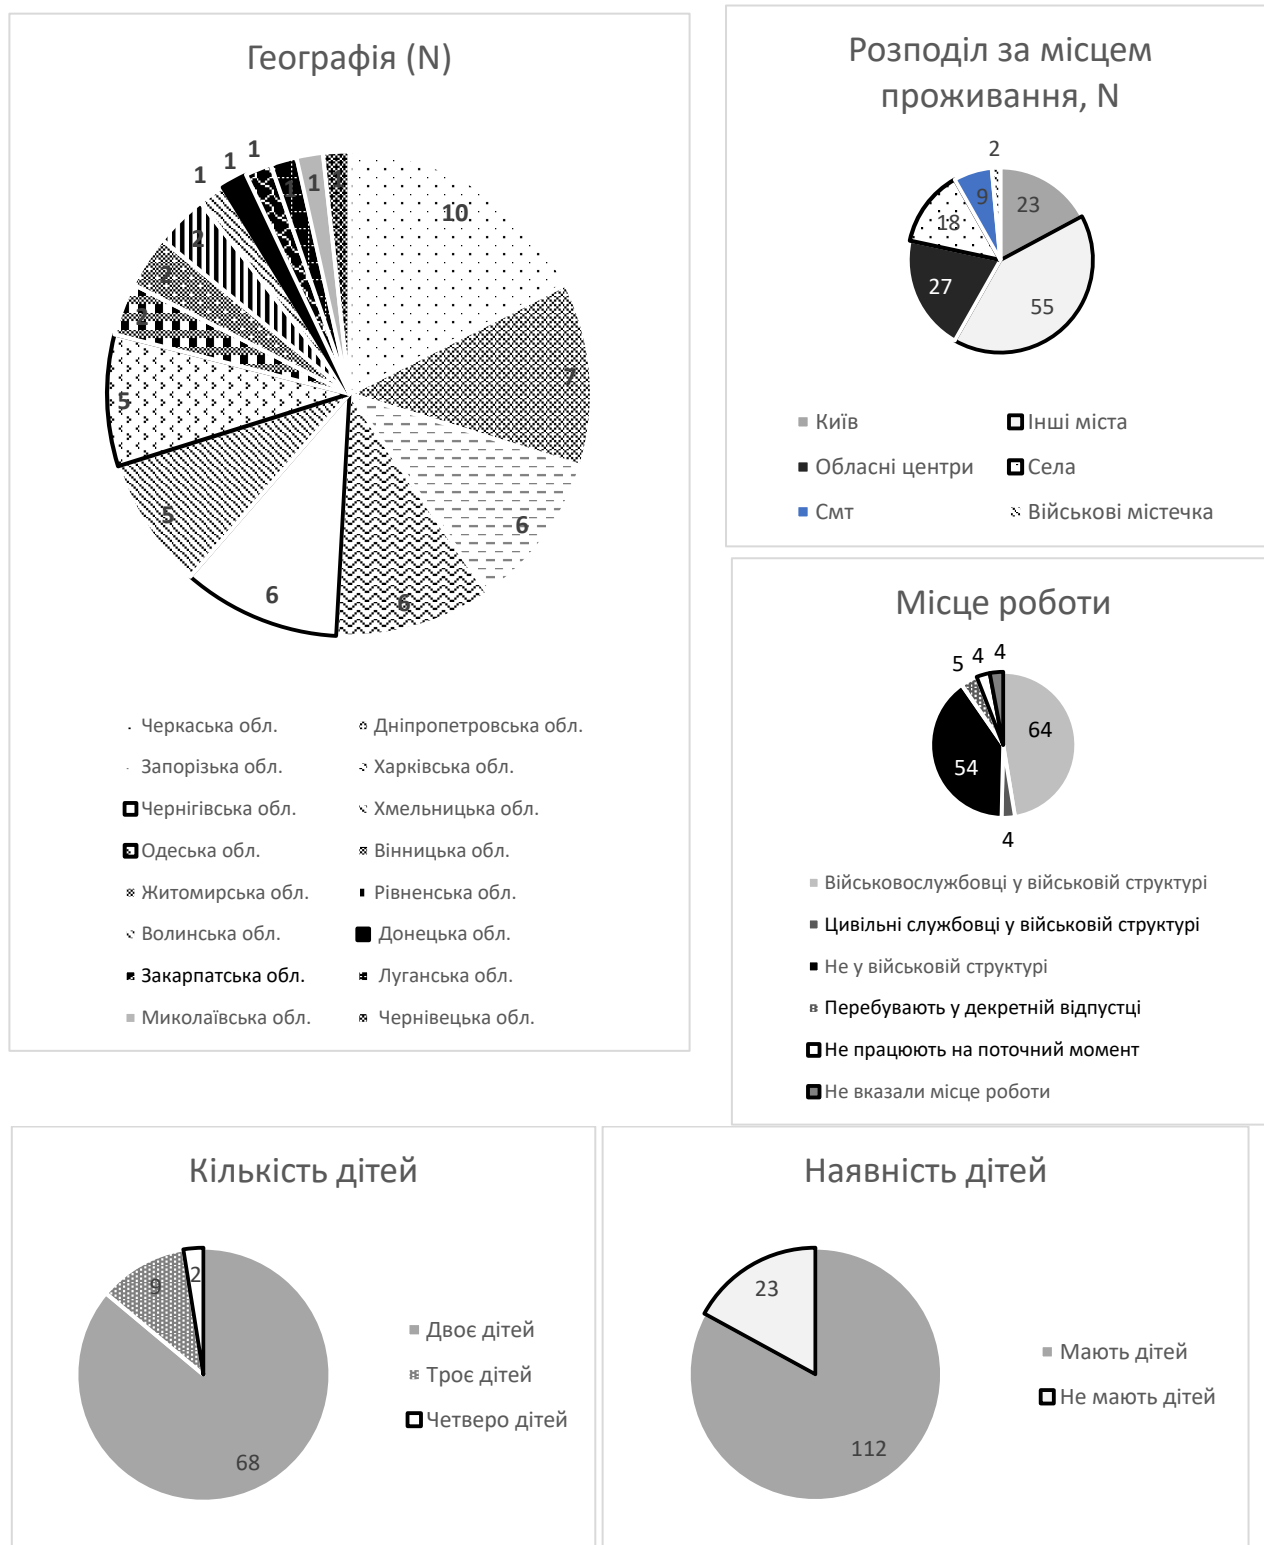 Географія (N)
1
1
1
1
1
1
10
2
2
2
7
5
6
5
6
6
Черкаська обл.
Дніпропетровська обл.
Запорізька обл.
Харківська обл.
Чернігівська обл.
Хмельницька обл.
Одеська обл.
Вінницька обл.
Житомирська обл.
Рівненська обл.
Волинська обл.
Донецька обл.
Закарпатська обл.
Луганська обл.
Миколаївська обл.
Чернівецька обл.
Розподіл за місцем
проживання, N
2
9
23
18
27
55
Київ
Інші міста
Обласні центри
Села
Смт
Військові містечка
Місце роботи
5
4
4
64
54
4
Військовослужбовці у військовій структурі
Цивільні службовці у військовій структурі
Не у військовій структурі
Перебувають у декретній відпустці
Не працюють на поточний момент
Не вказали місце роботи
Кількість дітей
9
2
68
Двоє дітей
Троє дітей
Четверо дітей
Наявність дітей
23
112
Мають дітей
Не мають дітей